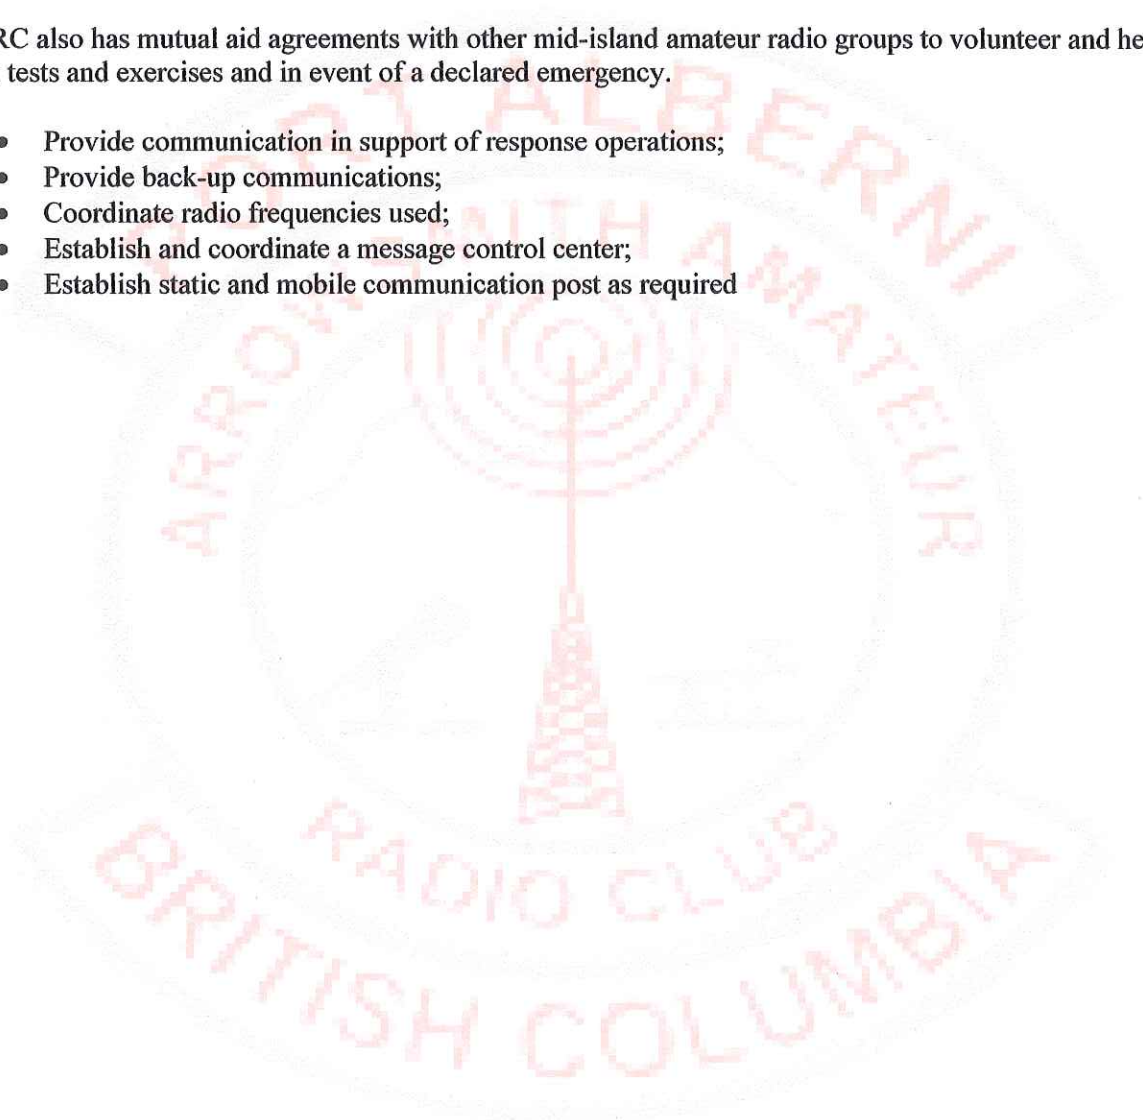 RC also has mutual aid agreements with other mid-island amateur radio groups to volunteer and he
tests and exercises and in event of a declared emergency.
• Provide communication in support of response operations;
• Provide back-up communications;
• Coordinate radio frequencies used;
• Establish and coordinate a message control center;
• Establish static and mobile communication post as required
PORT ALBERNI
ARROWSMITH AMATEUR
RADIO CLUB
BRITISH COLUMBIA